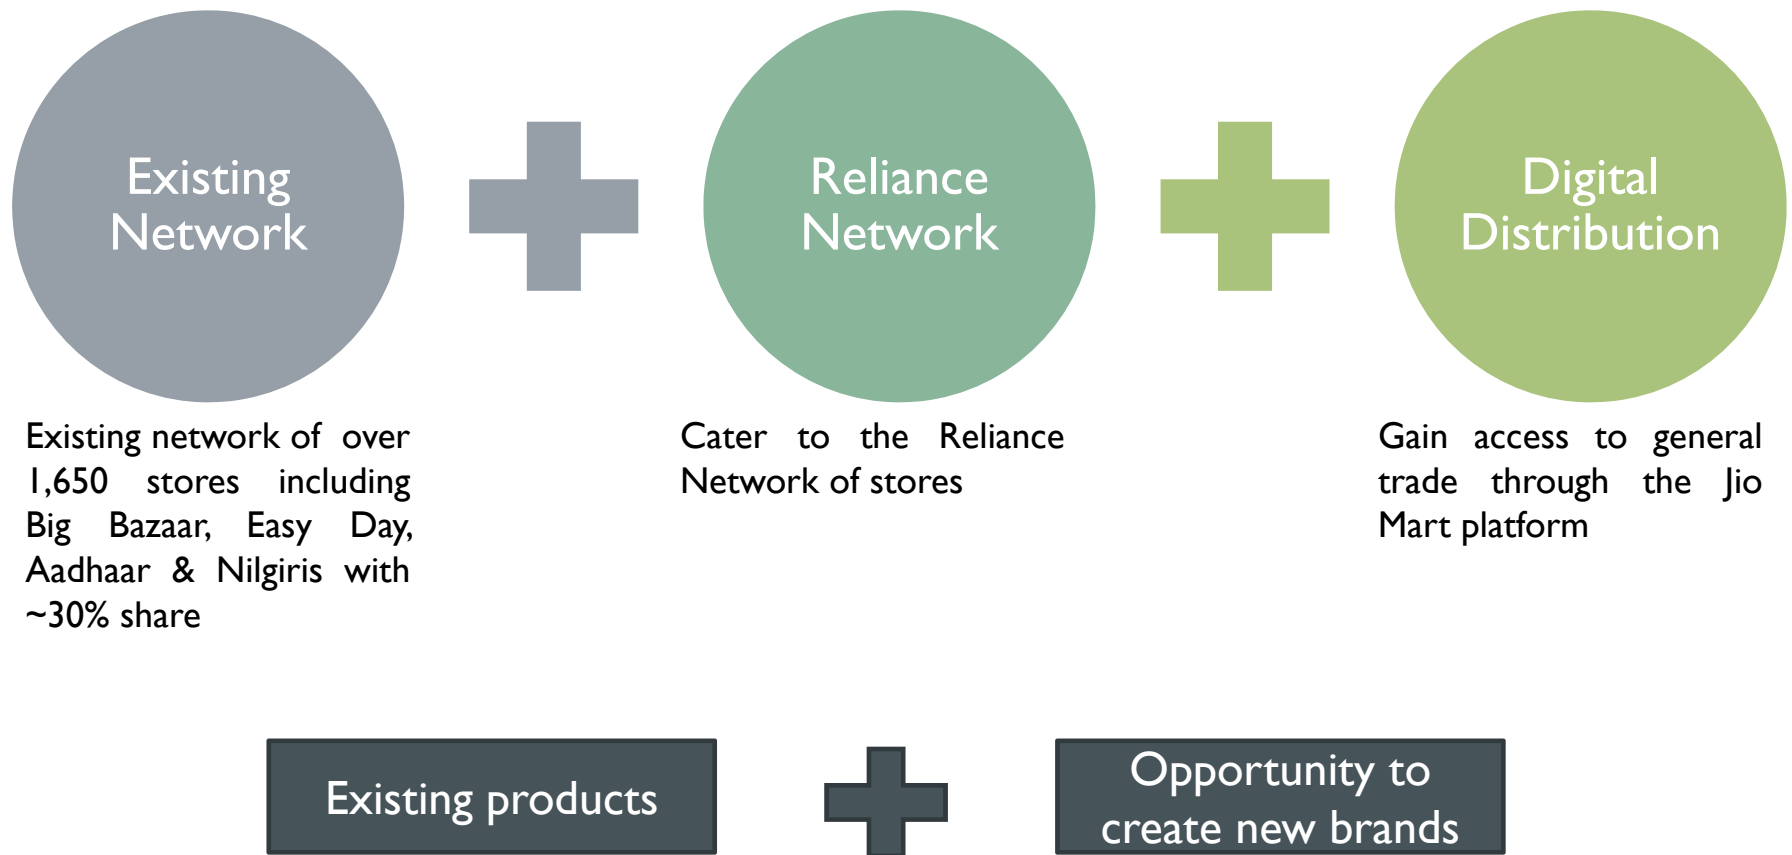 Existing
Network
Reliance
Network
Digital
Distribution
Existing network of over
1,650 stores including
Big Bazaar, Easy Day,
Aadhaar & Nilgiris with
~30% share
Cater to the Reliance
Network of stores
Gain access to general
trade through the Jio
Mart platform
Existing products
Opportunity to
create new brands